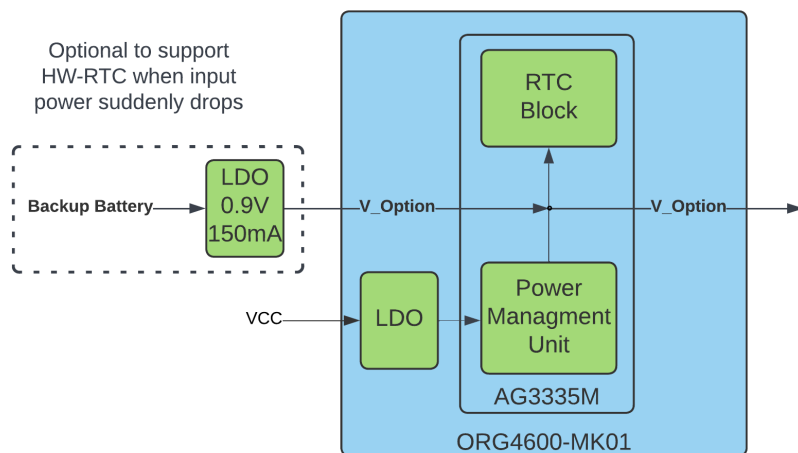 Optional to support
HW-RTC when input
power suddenly drops
RTC
Block
LDO
0.9V
150mA
Backup Battery
V_Option
V_Option
VCC
LDO
Power
Managment
Unit
AG3335M
ORG4600-MK01